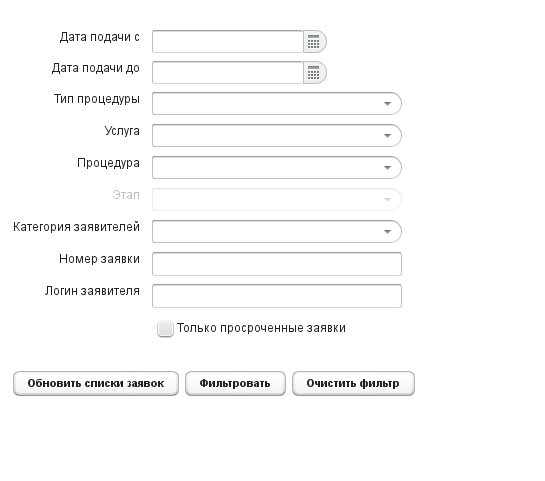 Дата подачи с
Дата подачи до
Тип процедуры
Услуга
Процедура
Этап
Категория заявителей
Номер заявки
Логин заявителя
Только просроченные заявки
Обновить списки заявок Фильтровать Очистить фильтр